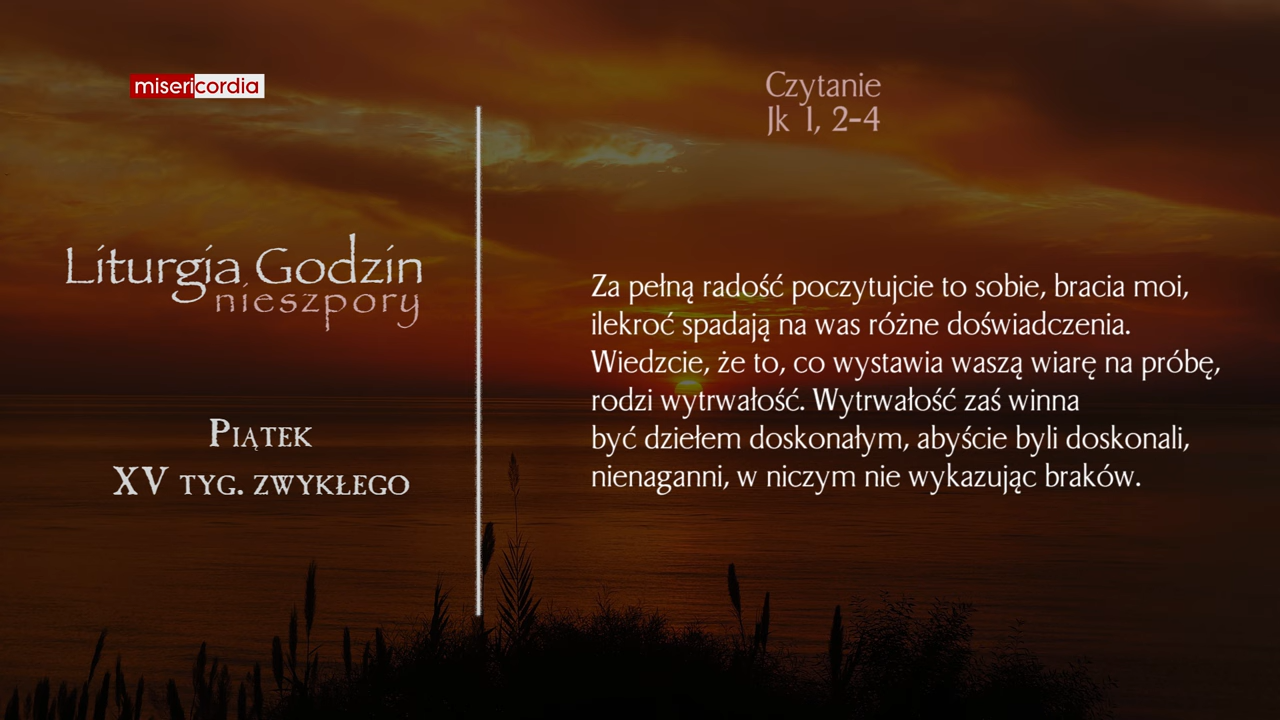 misericordia
Liturgia Godzin
nieszpory
Piątek
XV tyg. zwykłego
Czytanie
Jk 1, 2-4
Za pełną radość poczytujcie to sobie, bracia moi,
ilekroć spadają na was różne doświadczenia.
Wiedzcie, że to, co wystawia waszą wiarę na próbę,
rodzi wytrwałość. Wytrwałość zaś winna
być dziełem doskonałym, abyście byli doskonali,
nienaganni, w niczym nie wykazując braków.